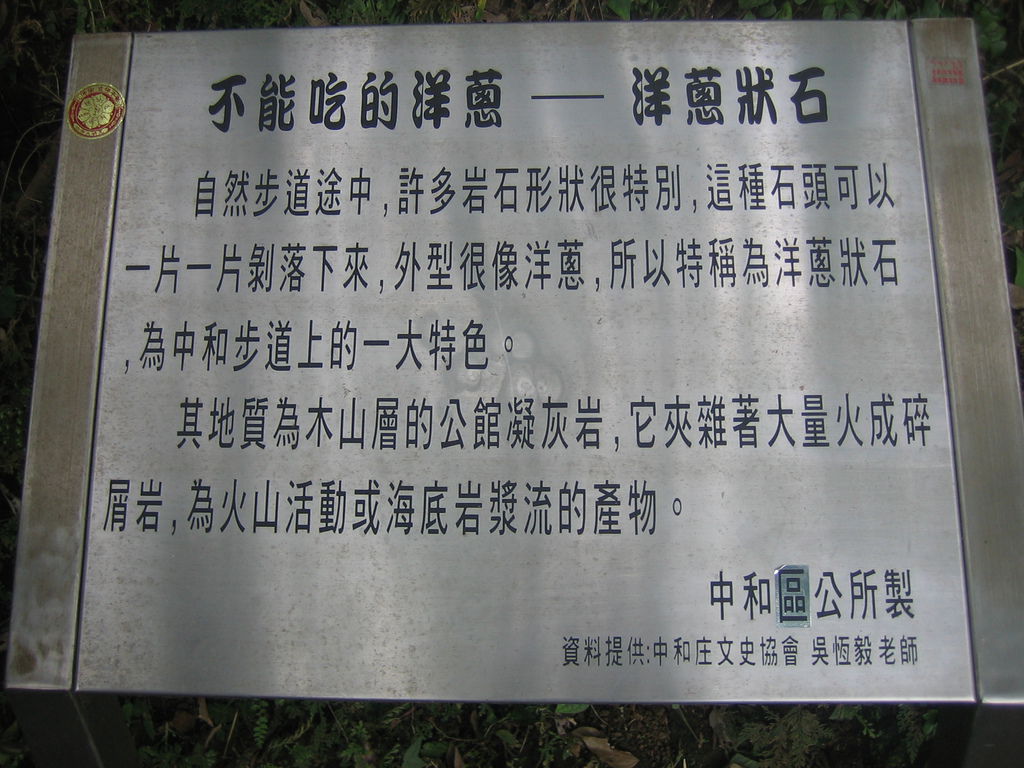 不能吃的洋蔥 — 洋蔥狀石
自然步道途中,許多岩石形狀很特別,這種石頭可以
一片一片剝落下來,外型很像洋蔥,所以特稱為洋蔥狀石
,為中和步道上的一大特色。
其地質為木山層的公館凝灰岩,它夾雜著大量火成碎
屑岩,為火山活動或海底岩漿流的產物。
中和區公所製
資料提供:中和庄文史協會 吳恆毅老師